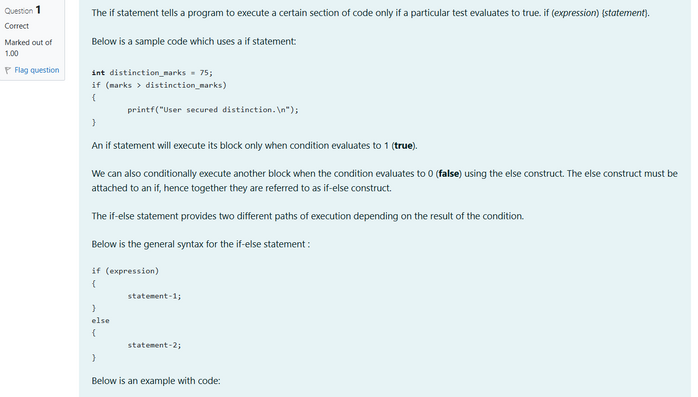 Question 1
Correct
Marked out of
1.00
Flag question
The if statement tells a program to execute a certain section of code only if a particular test evaluates to true. if (expression) {statement}.
Below is a sample code which uses a if statement:
int distinction_marks = 75;
if (marks > distinction_marks)
{
printf("User secured distinction.\n");
}
An if statement will execute its block only when condition evaluates to 1 (true).
We can also conditionally execute another block when the condition evaluates to 0 (false) using the else construct. The else construct must be
attached to an if, hence together they are referred to as if-else construct.
The if-else statement provides two different paths of execution depending on the result of the condition.
Below is the general syntax for the if-else statement :
if (expression)
{
statement-1;
}
else
{
statement-2;
}
Below is an example with code: